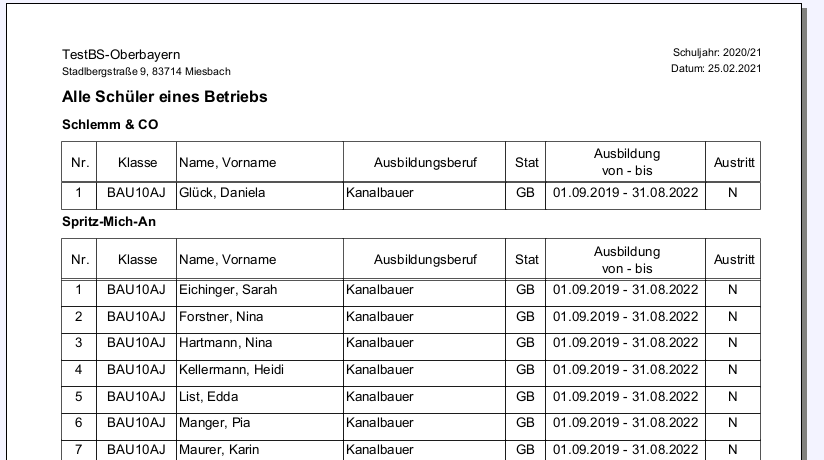 TestBS-Oberbayern
Schuljahr: 2020/21
Stadlbergstraße 9, 83714 Miesbach
Datum: 25.02.2021
Alle Schüler eines Betriebs
Schlemm & CO
Nr. Klasse Name, Vorname Ausbildungsberuf Stat Ausbildung von - bis Austritt
1 BAU10AJ Glück, Daniela Kanalbauer GB 01.09.2019 - 31.08.2022 N
Spritz-Mich-An
Nr. Klasse Name, Vorname Ausbildungsberuf Stat Ausbildung von - bis Austritt
1 BAU10AJ Eichinger, Sarah Kanalbauer GB 01.09.2019 - 31.08.2022 N
2 BAU10AJ Forstner, Nina Kanalbauer GB 01.09.2019 - 31.08.2022 N
3 BAU10AJ Hartmann, Nina Kanalbauer GB 01.09.2019 - 31.08.2022 N
4 BAU10AJ Kellermann, Heidi Kanalbauer GB 01.09.2019 - 31.08.2022 N
5 BAU10AJ List, Edda Kanalbauer GB 01.09.2019 - 31.08.2022 N
6 BAU10AJ Manger, Pia Kanalbauer GB 01.09.2019 - 31.08.2022 N
7 BAU10AJ Maurer, Karin Kanalbauer GB 01.09.2019 - 31.08.2022 N